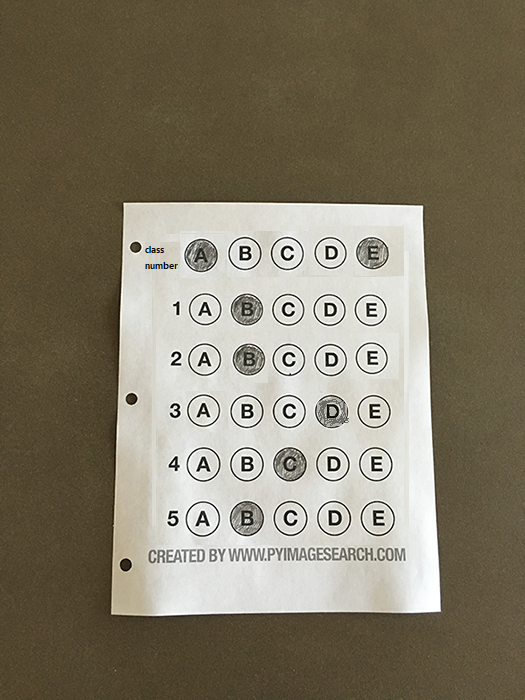 class
number
A B C D E
1 A B C D E
2 A B C D E
3 A B C D E
4 A B C D E
5 A B C D E
CREATED BY WWW.PYIMAGESEARCH.COM